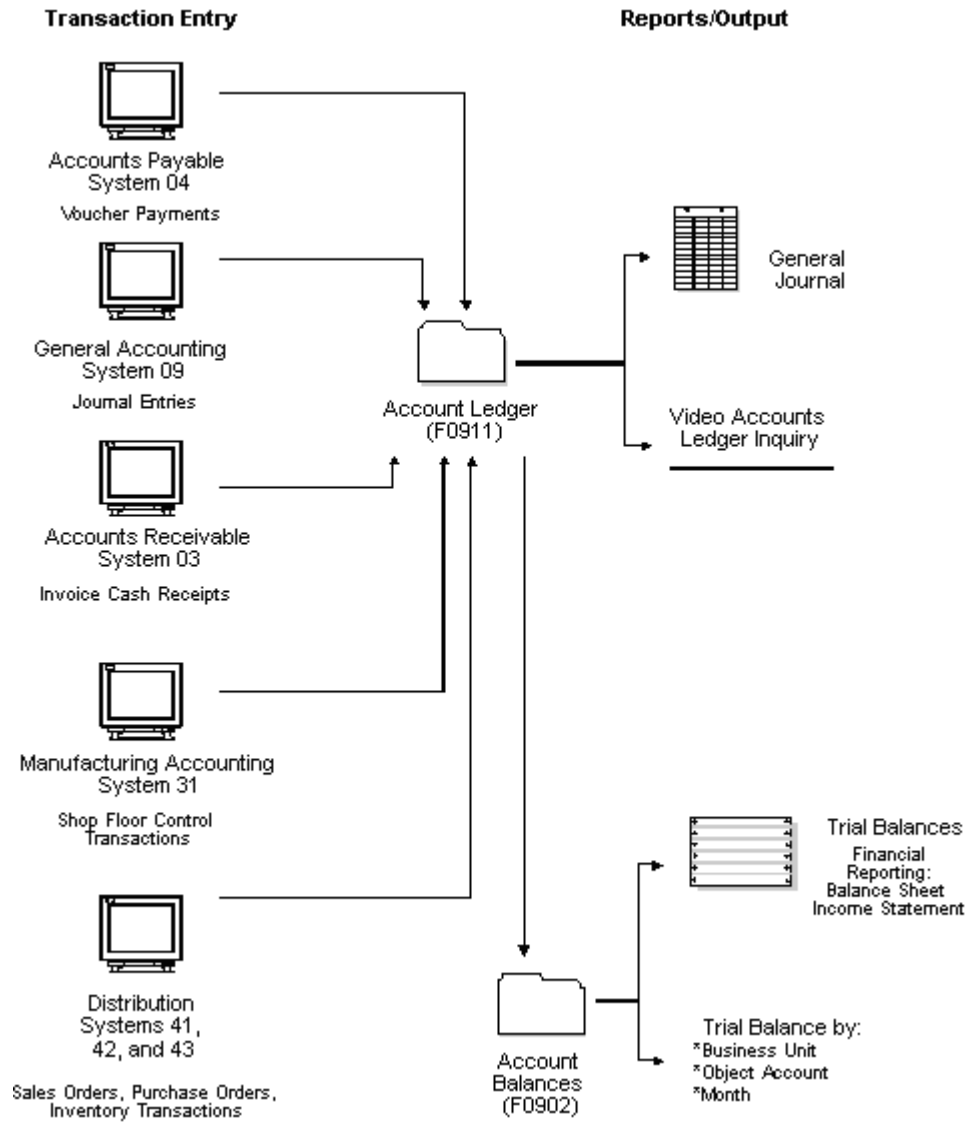 Transaction Entry
Reports/Output
Accounts Payable
System 04
Voucher Payments
General Accounting
System 09
Journal Entries
Accounts Receivable
System 03
Invoice Cash Receipts
Manufacturing Accounting
System 31
Shop Floor Control
Transactions
Distribution
Systems 41,
42, and 43
Sales Orders, Purchase Orders,
Inventory Transactions
Account Ledger
(F0911)
General
Journal
Video Accounts
Ledger Inquiry
Account
Balances
(F0902)
Trial Balances
Financial
Reporting:
Balance Sheet
Income Statement
Trial Balance by:
*Business Unit
*Object Account
*Month